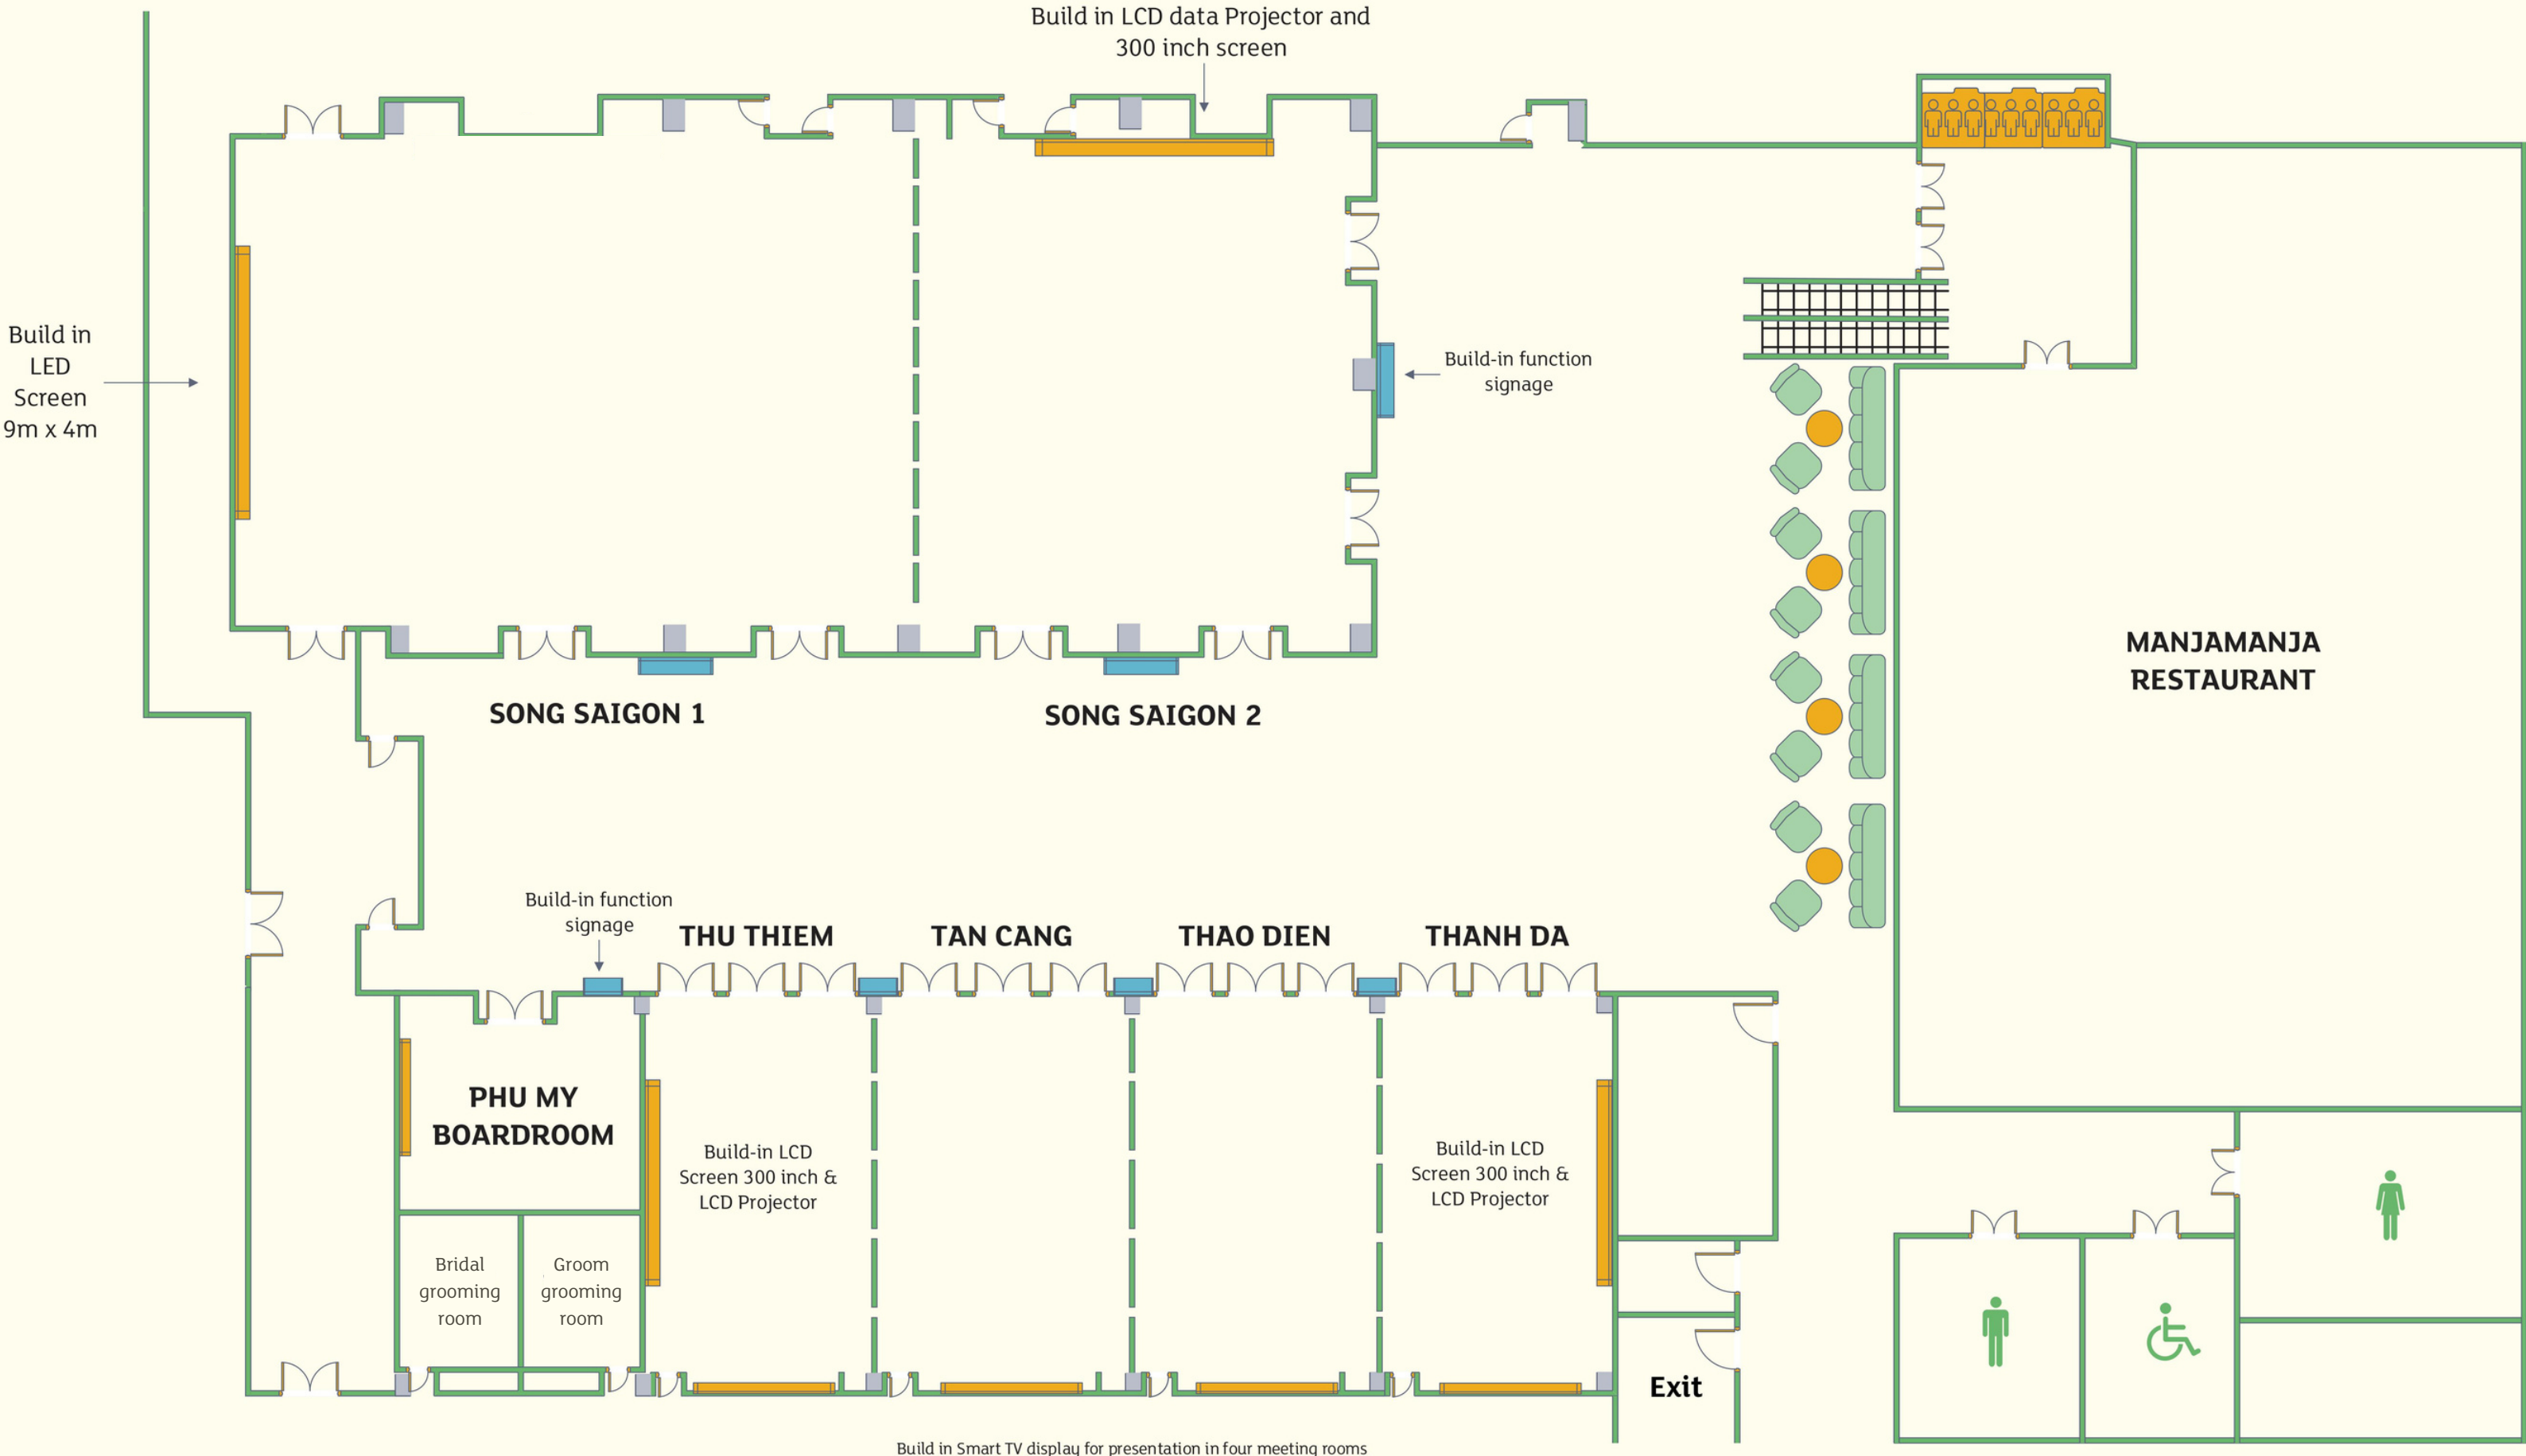 Build in LCD data Projector and
300 inch screen
Build in
LED
Screen
9m x 4m
Build-in function
signage
MANJAMANJA
RESTAURANT
SONG SAIGON 1
SONG SAIGON 2
Build-in function
signage
THU THIEM
TAN CANG
THAO DIEN
THANH DA
PHU MY
BOARDROOM
Build-in LCD
Screen 300 inch &
LCD Projector
Build-in LCD
Screen 300 inch &
LCD Projector
Bridal
grooming
room
Groom
grooming
room
Exit
Build in Smart TV display for presentation in four meeting rooms